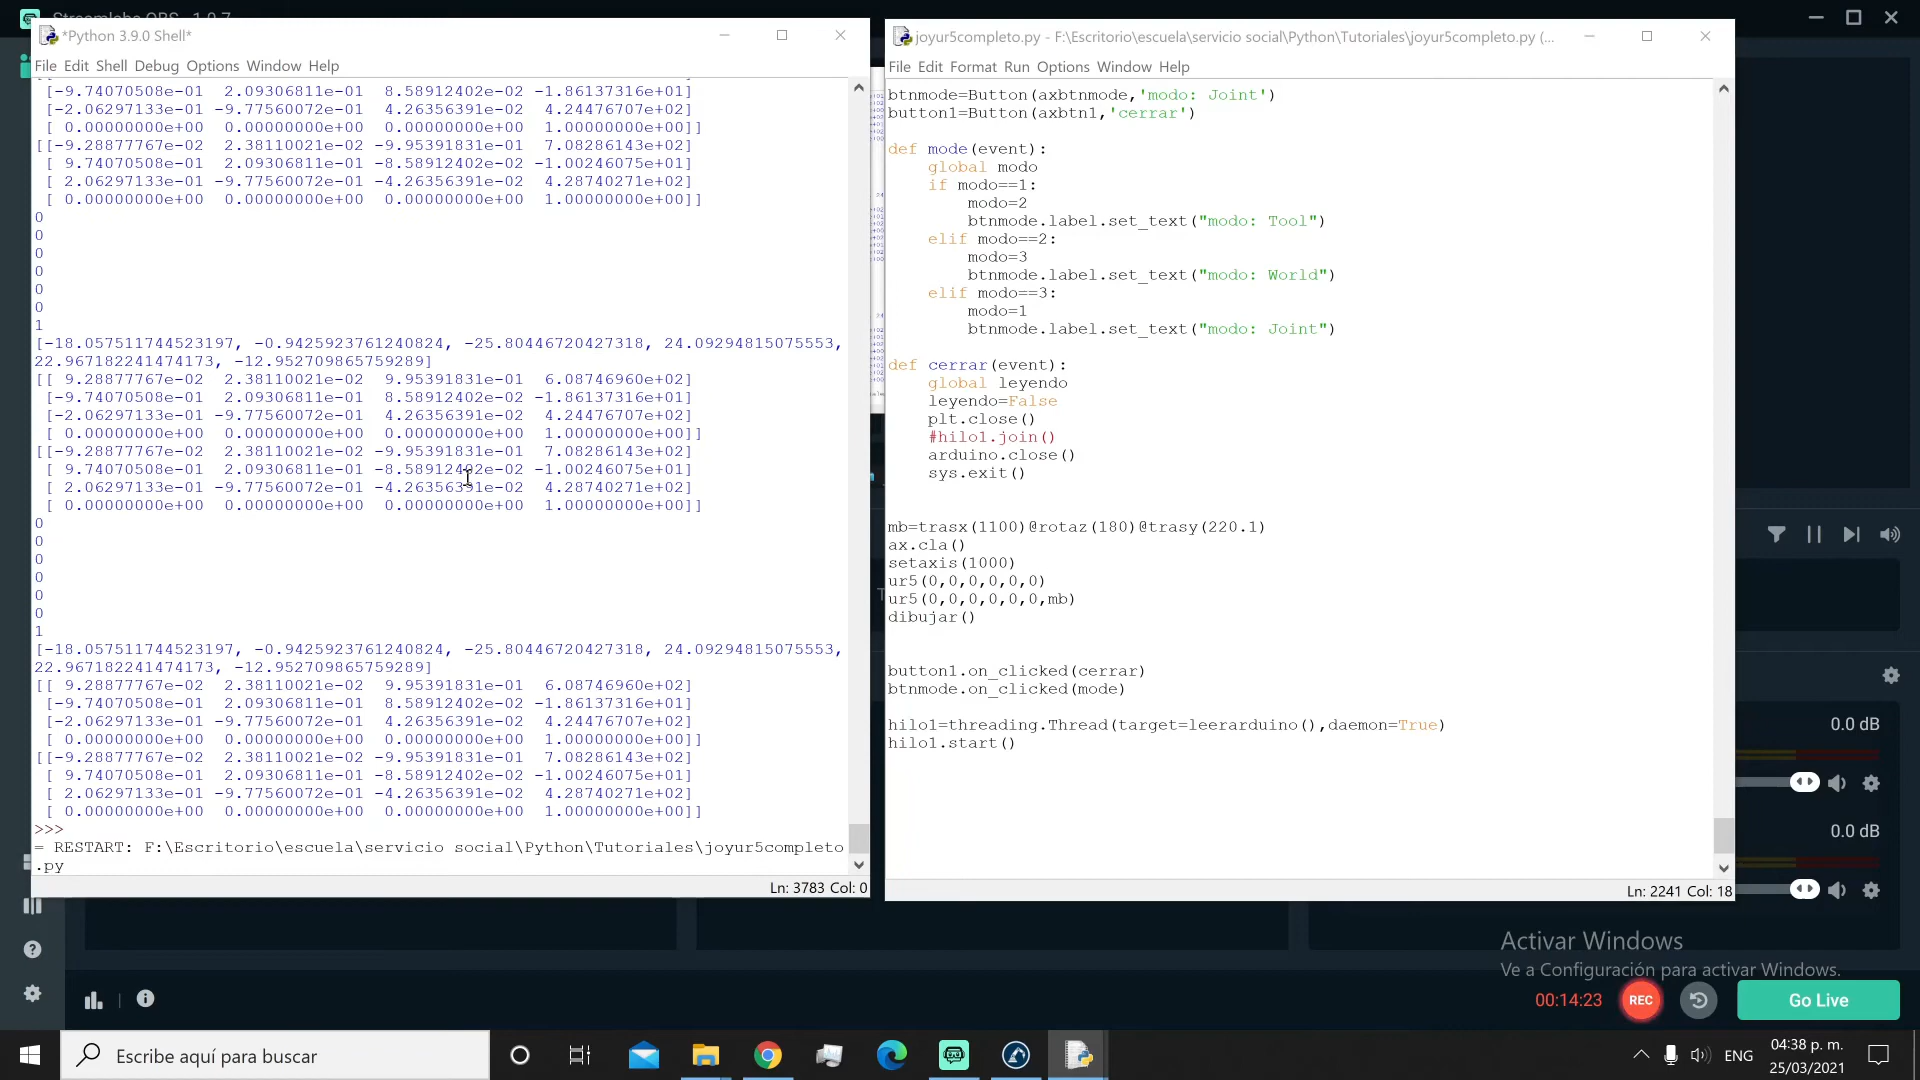 *Python 3.9.0 Shell*
File Edit Shell Debug Options Window Help
[-9.74070508e-01  2.09306811e-01  8.58912402e-02 -1.86137316e+01]
[-2.06297133e-01 -9.77560072e-01  4.26356391e-02  4.24476707e+02]
[ 0.00000000e+00  0.00000000e+00  0.00000000e+00  1.00000000e+00]]
[[-9.28877767e-02  2.38110021e-02 -9.95391831e-01  7.08286143e+02]
[ 9.74070508e-01  2.09306811e-01 -8.58912402e-02 -1.00246075e+01]
[ 2.06297133e-01 -9.77560072e-01 -4.26356391e-02  4.28740271e+02]
[ 0.00000000e+00  0.00000000e+00  0.00000000e+00  1.00000000e+00]]
0
0
0
0
0
0
1
[-18.057511744523197, -0.9425923761240824, -25.80446720427318, 24.09294815075553,
22.967182241474173, -12.952709865759289]
[[ 9.28877767e-02  2.38110021e-02  9.95391831e-01  6.08746960e+02]
[-9.74070508e-01  2.09306811e-01  8.58912402e-02 -1.86137316e+01]
[-2.06297133e-01 -9.77560072e-01  4.26356391e-02  4.24476707e+02]
[ 0.00000000e+00  0.00000000e+00  0.00000000e+00  1.00000000e+00]]
[[-9.28877767e-02  2.38110021e-02 -9.95391831e-01  7.08286143e+02]
[ 9.74070508e-01  2.09306811e-01 -8.58912402e-02 -1.00246075e+01]
[ 2.06297133e-01 -9.77560072e-01 -4.26356391e-02  4.28740271e+02]
[ 0.00000000e+00  0.00000000e+00  0.00000000e+00  1.00000000e+00]]
0
0
0
0
0
0
1
[-18.057511744523197, -0.9425923761240824, -25.80446720427318, 24.09294815075553,
22.967182241474173, -12.952709865759289]
[[ 9.28877767e-02  2.38110021e-02  9.95391831e-01  6.08746960e+02]
[-9.74070508e-01  2.09306811e-01  8.58912402e-02 -1.86137316e+01]
[-2.06297133e-01 -9.77560072e-01  4.26356391e-02  4.24476707e+02]
[ 0.00000000e+00  0.00000000e+00  0.00000000e+00  1.00000000e+00]]
[[-9.28877767e-02  2.38110021e-02 -9.95391831e-01  7.08286143e+02]
[ 9.74070508e-01  2.09306811e-01 -8.58912402e-02 -1.00246075e+01]
[ 2.06297133e-01 -9.77560072e-01 -4.26356391e-02  4.28740271e+02]
[ 0.00000000e+00  0.00000000e+00  0.00000000e+00  1.00000000e+00]]
>>>
= RESTART: F:\Escritorio\escuela\servicio social\Python\Tutoriales\joyur5completo
.py
Ln: 3783 Col: 0
joyur5completo.py - F:\Escritorio\escuela\servicio social\Python\Tutoriales\joyur5completo.py (...
File Edit Format Run Options Window Help
btnmode=Button(axbtnmode,'modo: Joint')
button1=Button(axbtn1,'cerrar')
def mode(event):
global modo
if modo==1:
modo=2
btnmode.label.set_text("modo: Tool")
elif modo==2:
modo=3
btnmode.label.set_text("modo: World")
elif modo==3:
modo=1
btnmode.label.set_text("modo: Joint")
def cerrar(event):
global leyendo
leyendo=False
plt.close()
#hilo1.join()
arduino.close()
sys.exit()
mb=trasx(1100)@rotaz(180)@trasy(220.1)
ax.cla()
setaxis(1000)
ur5(0,0,0,0,0,0)
ur5(0,0,0,0,0,0,mb)
dibujar()
button1.on_clicked(cerrar)
btnmode.on_clicked(mode)
hilo1=threading.Thread(target=leerarduino(),daemon=True)
hilo1.start()
Ln: 2241 Col: 18
0.0 dB
0.0 dB
Activar Windows
Ve a Configuración para activar Windows.
00:14:23
REC
Go Live
Escribe aquí para buscar
ENG
04:38 p. m.
25/03/2021